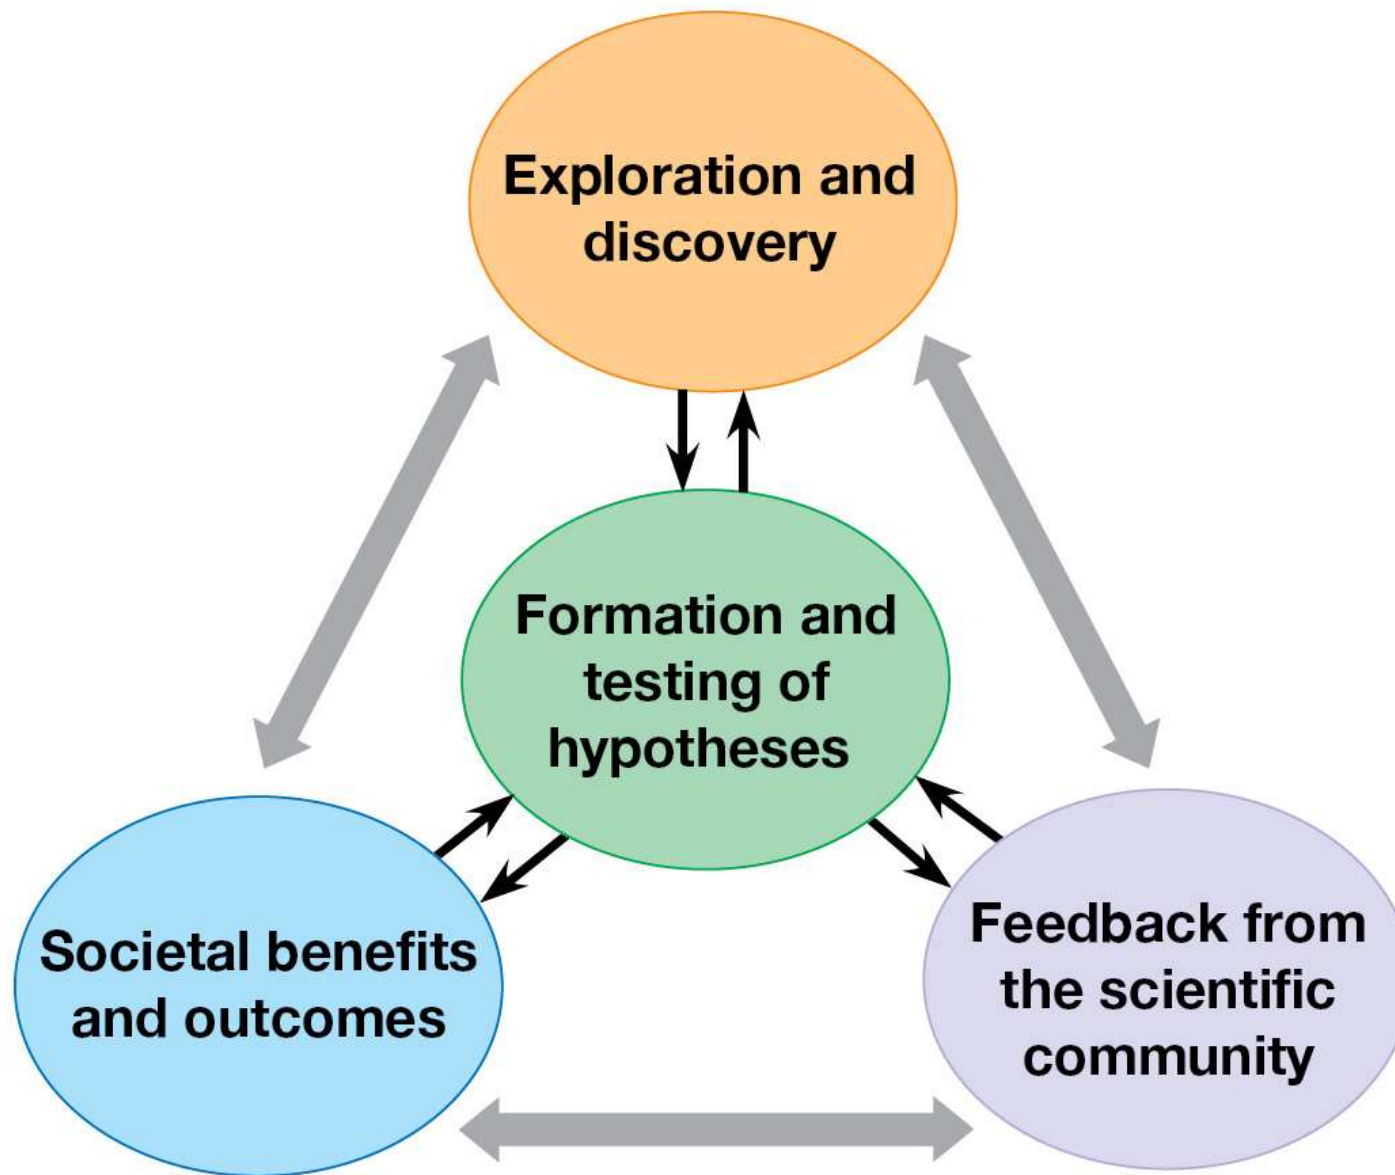 Exploration and
discovery
Formation and
testing of
hypotheses
Societal benefits
and outcomes
Feedback from
the scientific
community